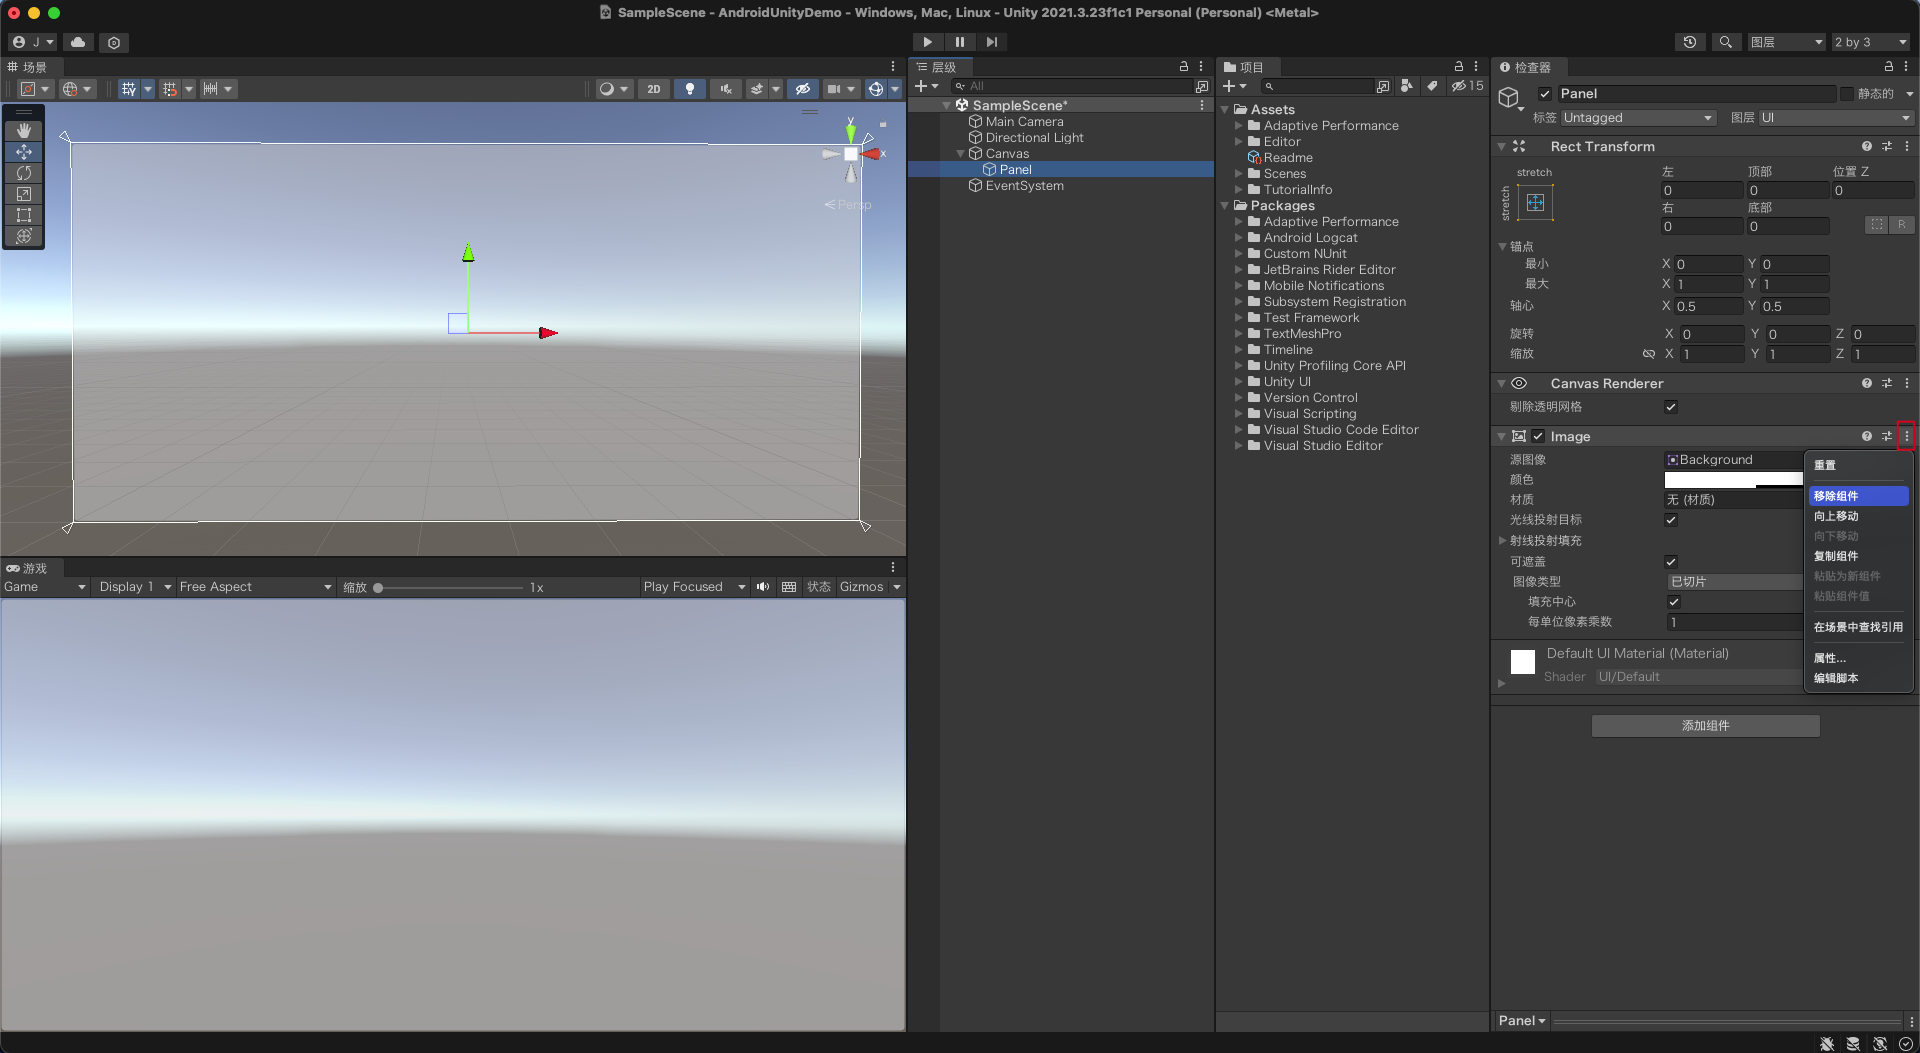 SampleScene - AndroidUnityDemo - Windows, Mac, Linux - Unity 2021.3.23f1c1 Personal (Personal) <Metal>
J
图层
2 by 3
场景
2D
y
x
Persp
游戏
Game
Display 1
Free Aspect
缩放
1x
Play Focused
状态
Gizmos
层级
All
SampleScene*
Main Camera
Directional Light
Canvas
Panel
EventSystem
项目
15
Assets
Adaptive Performance
Editor
Readme
Scenes
TutorialInfo
Packages
Adaptive Performance
Android Logcat
Custom NUnit
JetBrains Rider Editor
Mobile Notifications
Subsystem Registration
Test Framework
TextMeshPro
Timeline
Unity Profiling Core API
Unity UI
Version Control
Visual Scripting
Visual Studio Code Editor
Visual Studio Editor
检查器
Panel
静态的
标签 Untagged 图层 UI
Rect Transform
stretch
stretch
左 顶部 位置 Z
0 0 0
右 底部
0 0
R
锚点
最小 X 0 Y 0
最大 X 1 Y 1
轴心 X 0.5 Y 0.5
旋转 X 0 Y 0 Z 0
缩放 X 1 Y 1 Z 1
Canvas Renderer
剔除透明网格
Image
源图像 Background
颜色
材质 无 (材质)
光线投射目标
射线投射填充
可遮盖
图像类型 已切片
填充中心
每单位像素乘数 1
重置
移除组件
向上移动
向下移动
复制组件
粘贴为新组件
粘贴组件值
在场景中查找引用
属性...
编辑脚本
Default UI Material (Material)
Shader UI/Default
添加组件
Panel